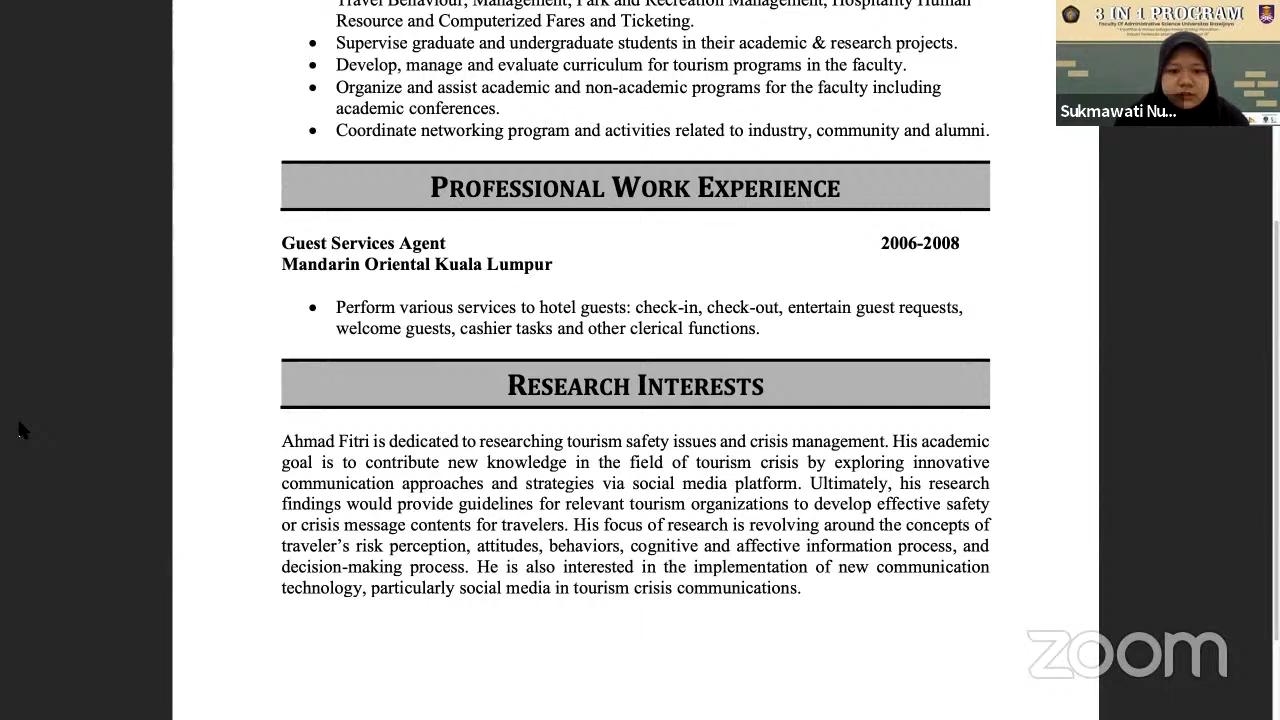 Travel Behaviour, Management, Park and Recreation Management, Hospitality Human
Resource and Computerized Fares and Ticketing.
• Supervise graduate and undergraduate students in their academic & research projects.
• Develop, manage and evaluate curriculum for tourism programs in the faculty.
• Organize and assist academic and non-academic programs for the faculty including
academic conferences.
• Coordinate networking program and activities related to industry, community and alumni.
PROFESSIONAL WORK EXPERIENCE
Guest Services Agent 2006-2008
Mandarin Oriental Kuala Lumpur
• Perform various services to hotel guests: check-in, check-out, entertain guest requests,
welcome guests, cashier tasks and other clerical functions.
RESEARCH INTERESTS
Ahmad Fitri is dedicated to researching tourism safety issues and crisis management. His academic
goal is to contribute new knowledge in the field of tourism crisis by exploring innovative
communication approaches and strategies via social media platform. Ultimately, his research
findings would provide guidelines for relevant tourism organizations to develop effective safety
or crisis message contents for travelers. His focus of research is revolving around the concepts of
traveler's risk perception, attitudes, behaviors, cognitive and affective information process, and
decision-making process. He is also interested in the implementation of new communication
technology, particularly social media in tourism crisis communications.
3 IN 1 PROGRAM
Faculty Of Administrative Science Universitas Brawijaya
Sukmawati Nu...
zoom